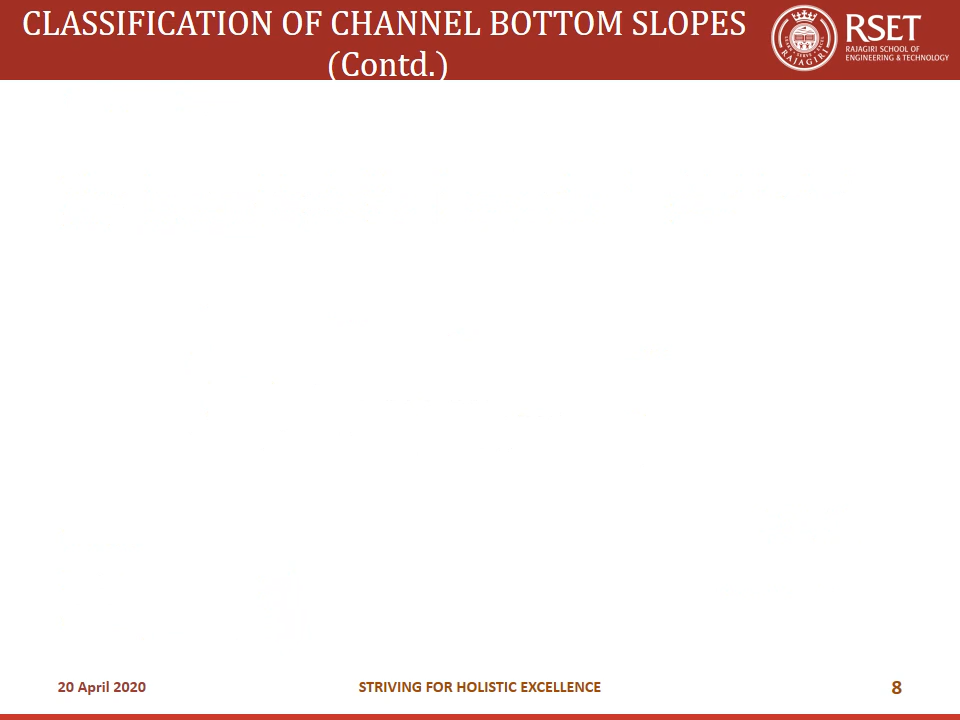 CLASSIFICATION OF CHANNEL BOTTOM SLOPES
(Contd.)
RSET
RAJAGIRI SCHOOL OF
ENGINEERING & TECHNOLOGY
RAJAGIRI
20 April 2020
STRIVING FOR HOLISTIC EXCELLENCE
8